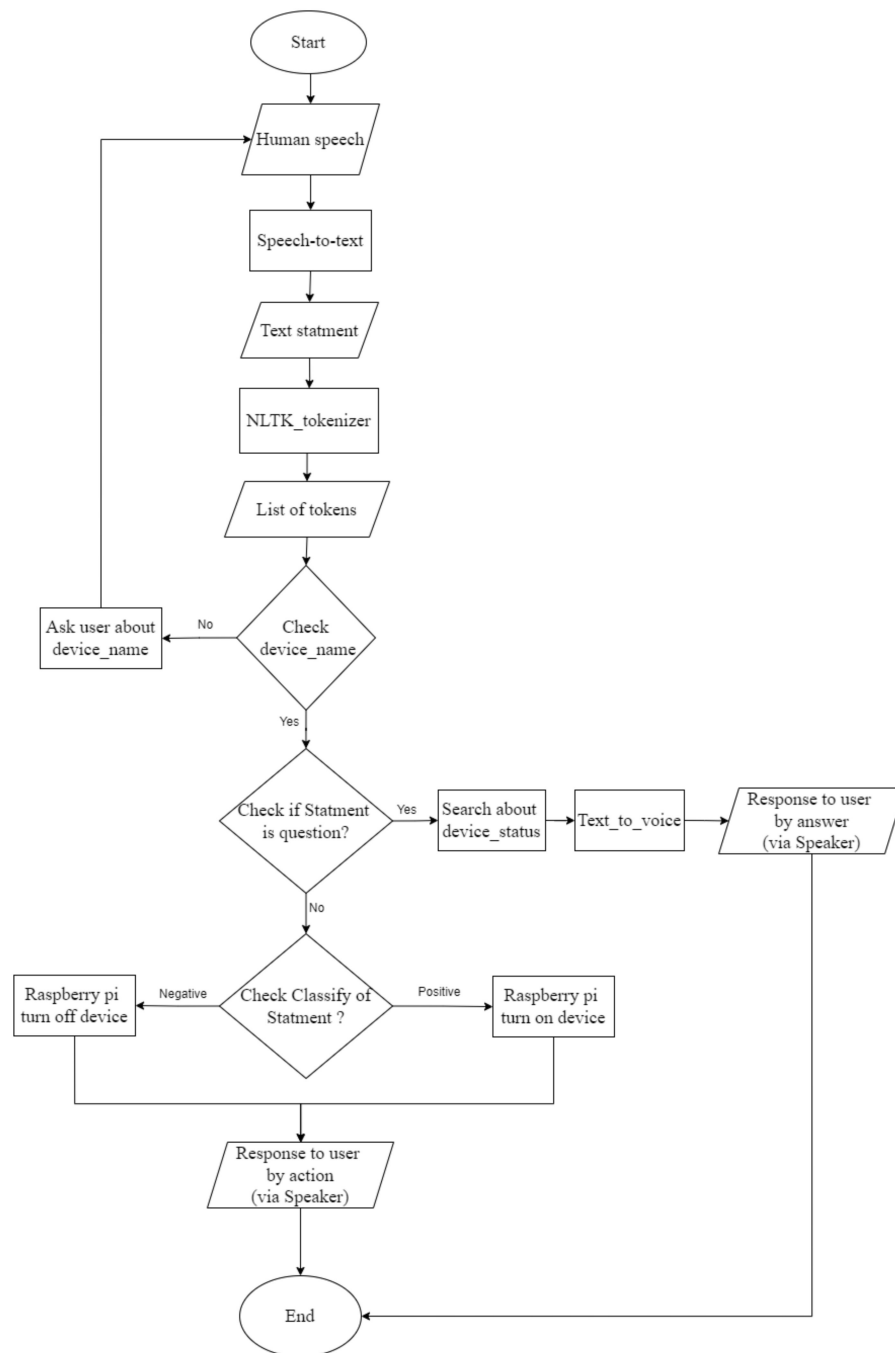 Start
Human speech
Speech-to-text
Text statment
NLTK_tokenizer
List of tokens
Check
device_name
No
Ask user about
device_name
Yes
Check if Statment
is question?
Yes
Search about
device_status
Text_to_voice
Response to user
by answer
(via Speaker)
No
Check Classify of
Statment ?
Negative
Raspberry pi
turn off device
Positive
Raspberry pi
turn on device
Response to user
by action
(via Speaker)
End